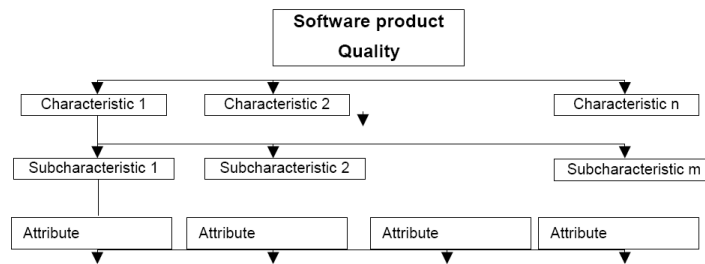 Software product
Quality
Characteristic 1
Characteristic 2
Characteristic n
Subcharacteristic 1
Subcharacteristic 2
Subcharacteristic m
Attribute
Attribute
Attribute
Attribute